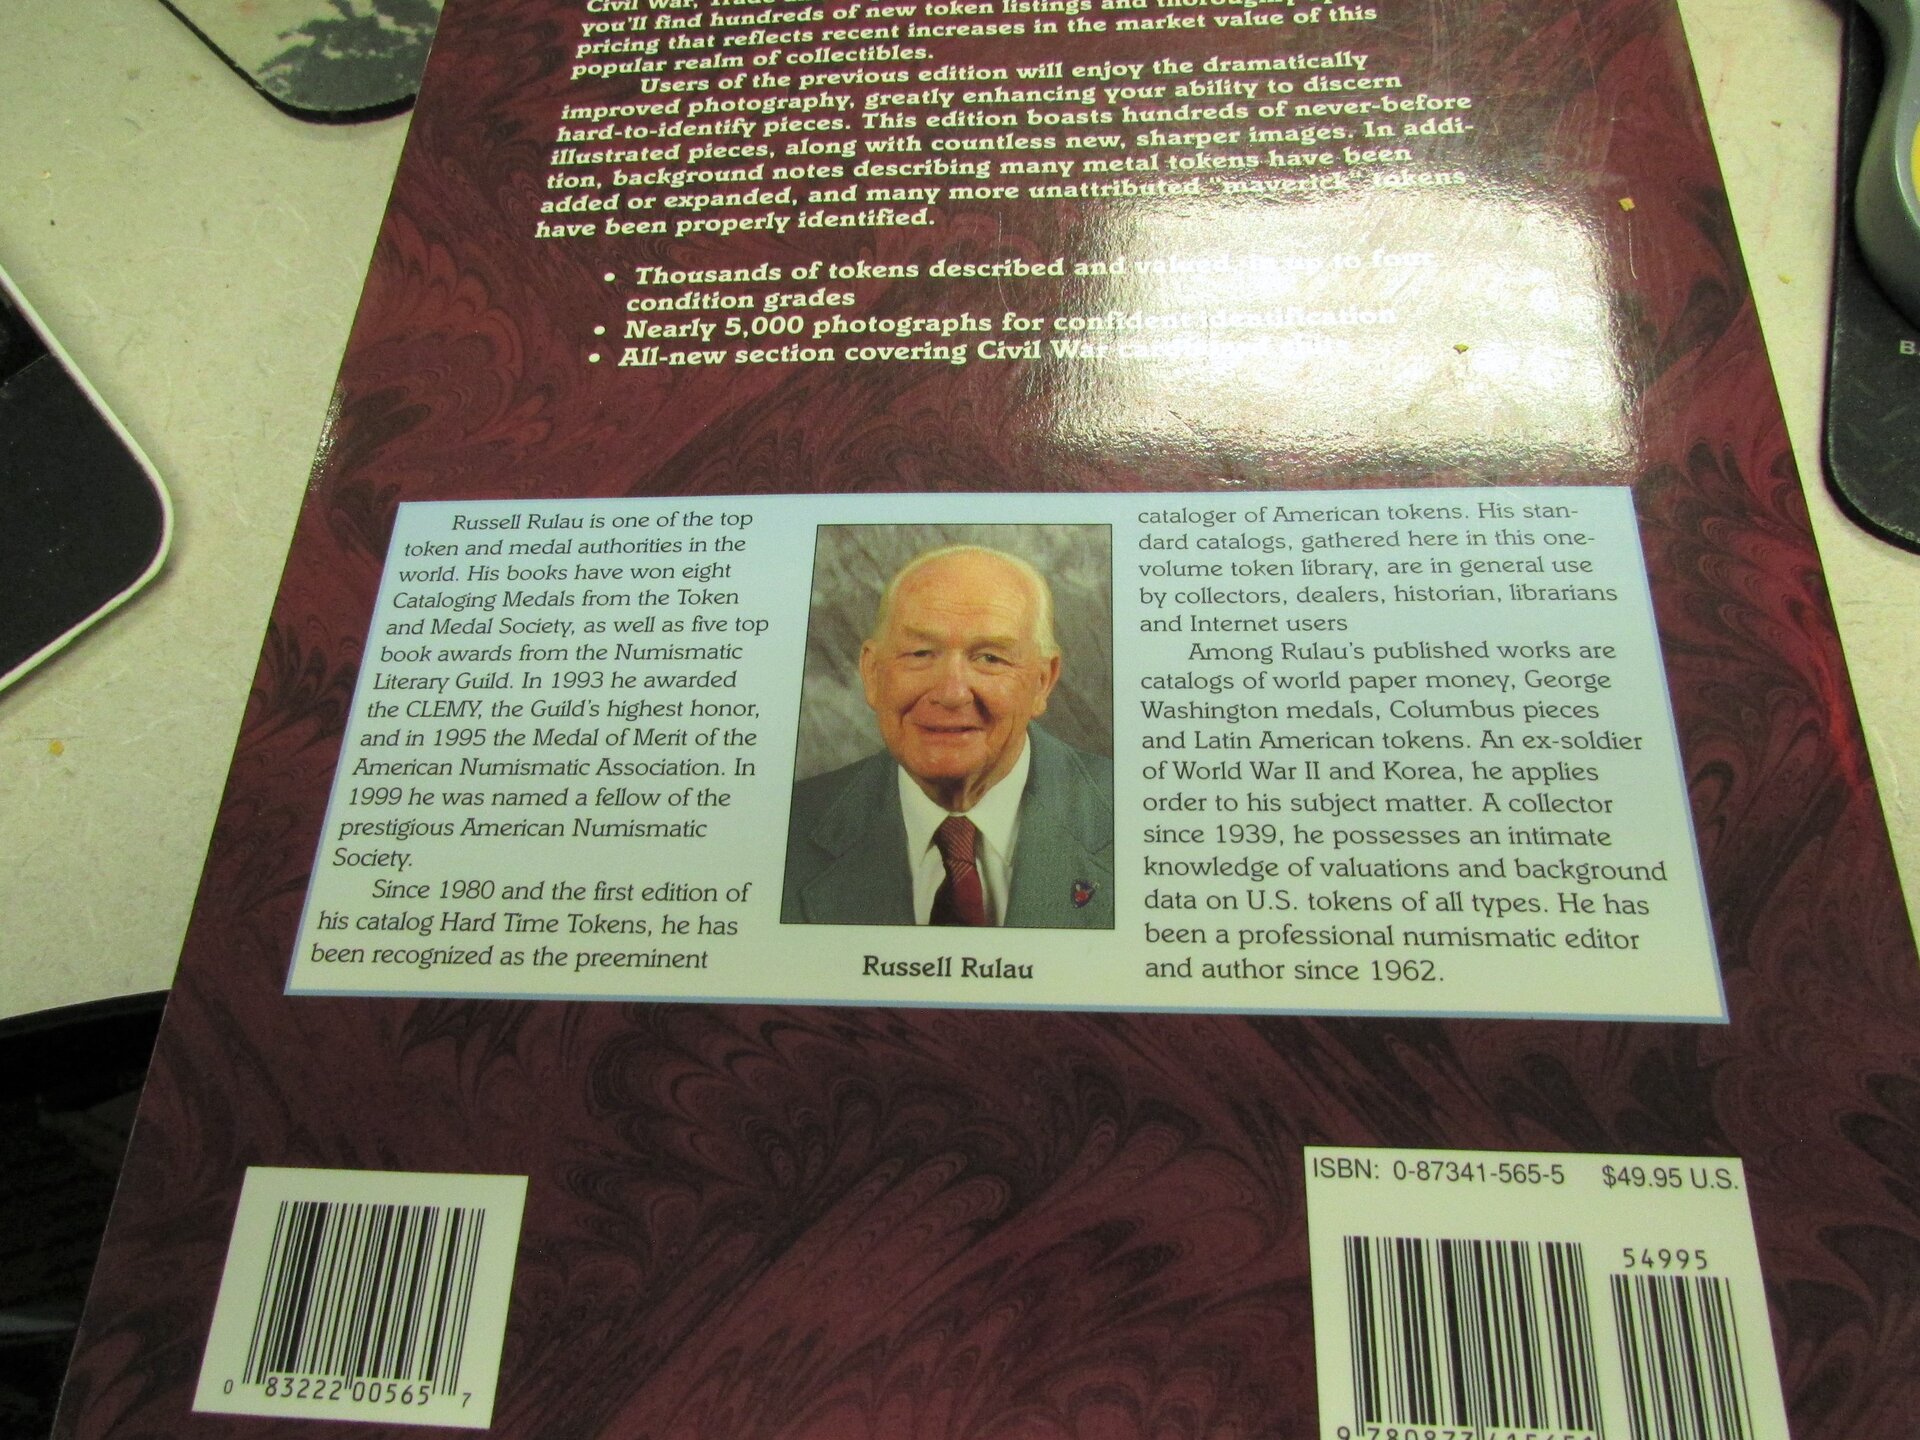 Civil War,
you'll find hundreds of new token listings and thoroughly
pricing that reflects recent increases in the market value of this
popular realm of collectibles.
Users of the previous edition will enjoy the dramatically
improved photography, greatly enhancing your ability to discern
hard-to-identify pieces. This edition boasts hundreds of never-before
illustrated pieces, along with countless new, sharper images. In addi-
tion, background notes describing many metal tokens have been
added or expanded, and many more unattributed "maverick" tokens
have been properly identified.
• Thousands of tokens described and valued in up to four
condition grades
• Nearly 5,000 photographs for confident identification
• All-new section covering Civil War
Russell Rulau is one of the top
token and medal authorities in the
world. His books have won eight
Cataloging Medals from the Token
and Medal Society, as well as five top
book awards from the Numismatic
Literary Guild. In 1993 he awarded
the CLEMY, the Guild's highest honor,
and in 1995 the Medal of Merit of the
American Numismatic Association. In
1999 he was named a fellow of the
prestigious American Numismatic
Society.
Since 1980 and the first edition of
his catalog Hard Time Tokens, he has
been recognized as the preeminent
Russell Rulau
cataloger of American tokens. His stan-
dard catalogs, gathered here in this one-
volume token library, are in general use
by collectors, dealers, historian, librarians
and Internet users
Among Rulau's published works are
catalogs of world paper money, George
Washington medals, Columbus pieces
and Latin American tokens. An ex-soldier
of World War II and Korea, he applies
order to his subject matter. A collector
since 1939, he possesses an intimate
knowledge of valuations and background
data on U.S. tokens of all types. He has
been a professional numismatic editor
and author since 1962.
0 83222 00565 7
ISBN: 0-87341-565-5 $49.95 U.S.
54995
9 780873 415651